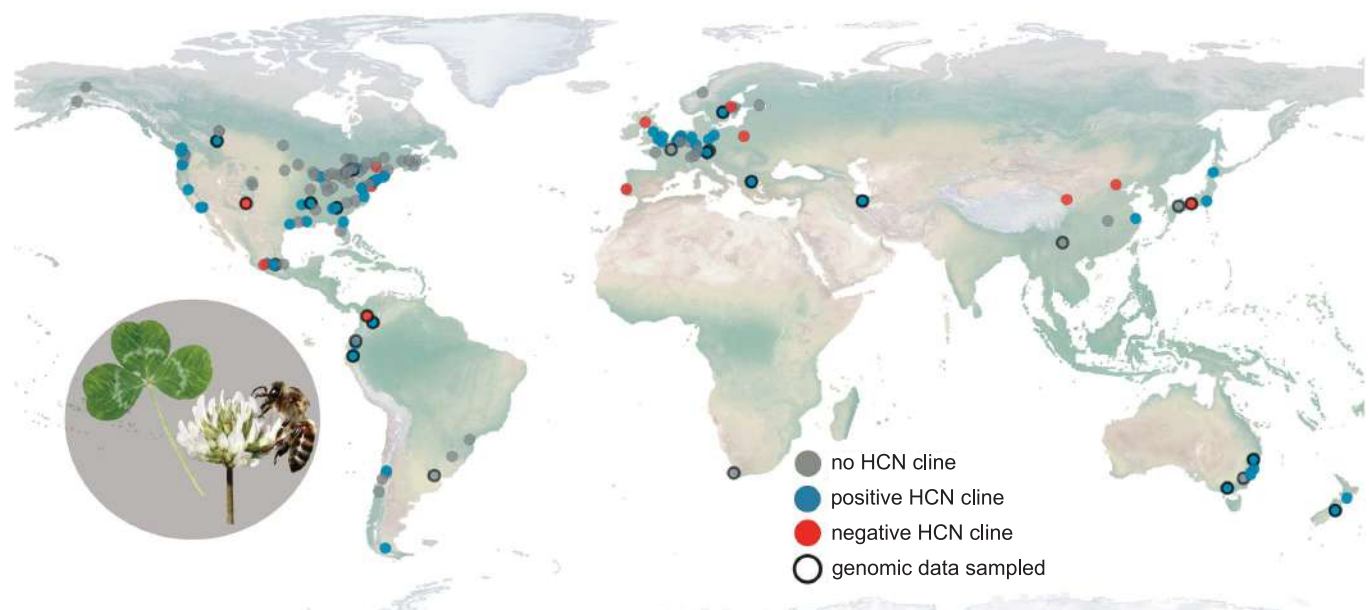 no HCN cline
positive HCN cline
negative HCN cline
genomic data sampled